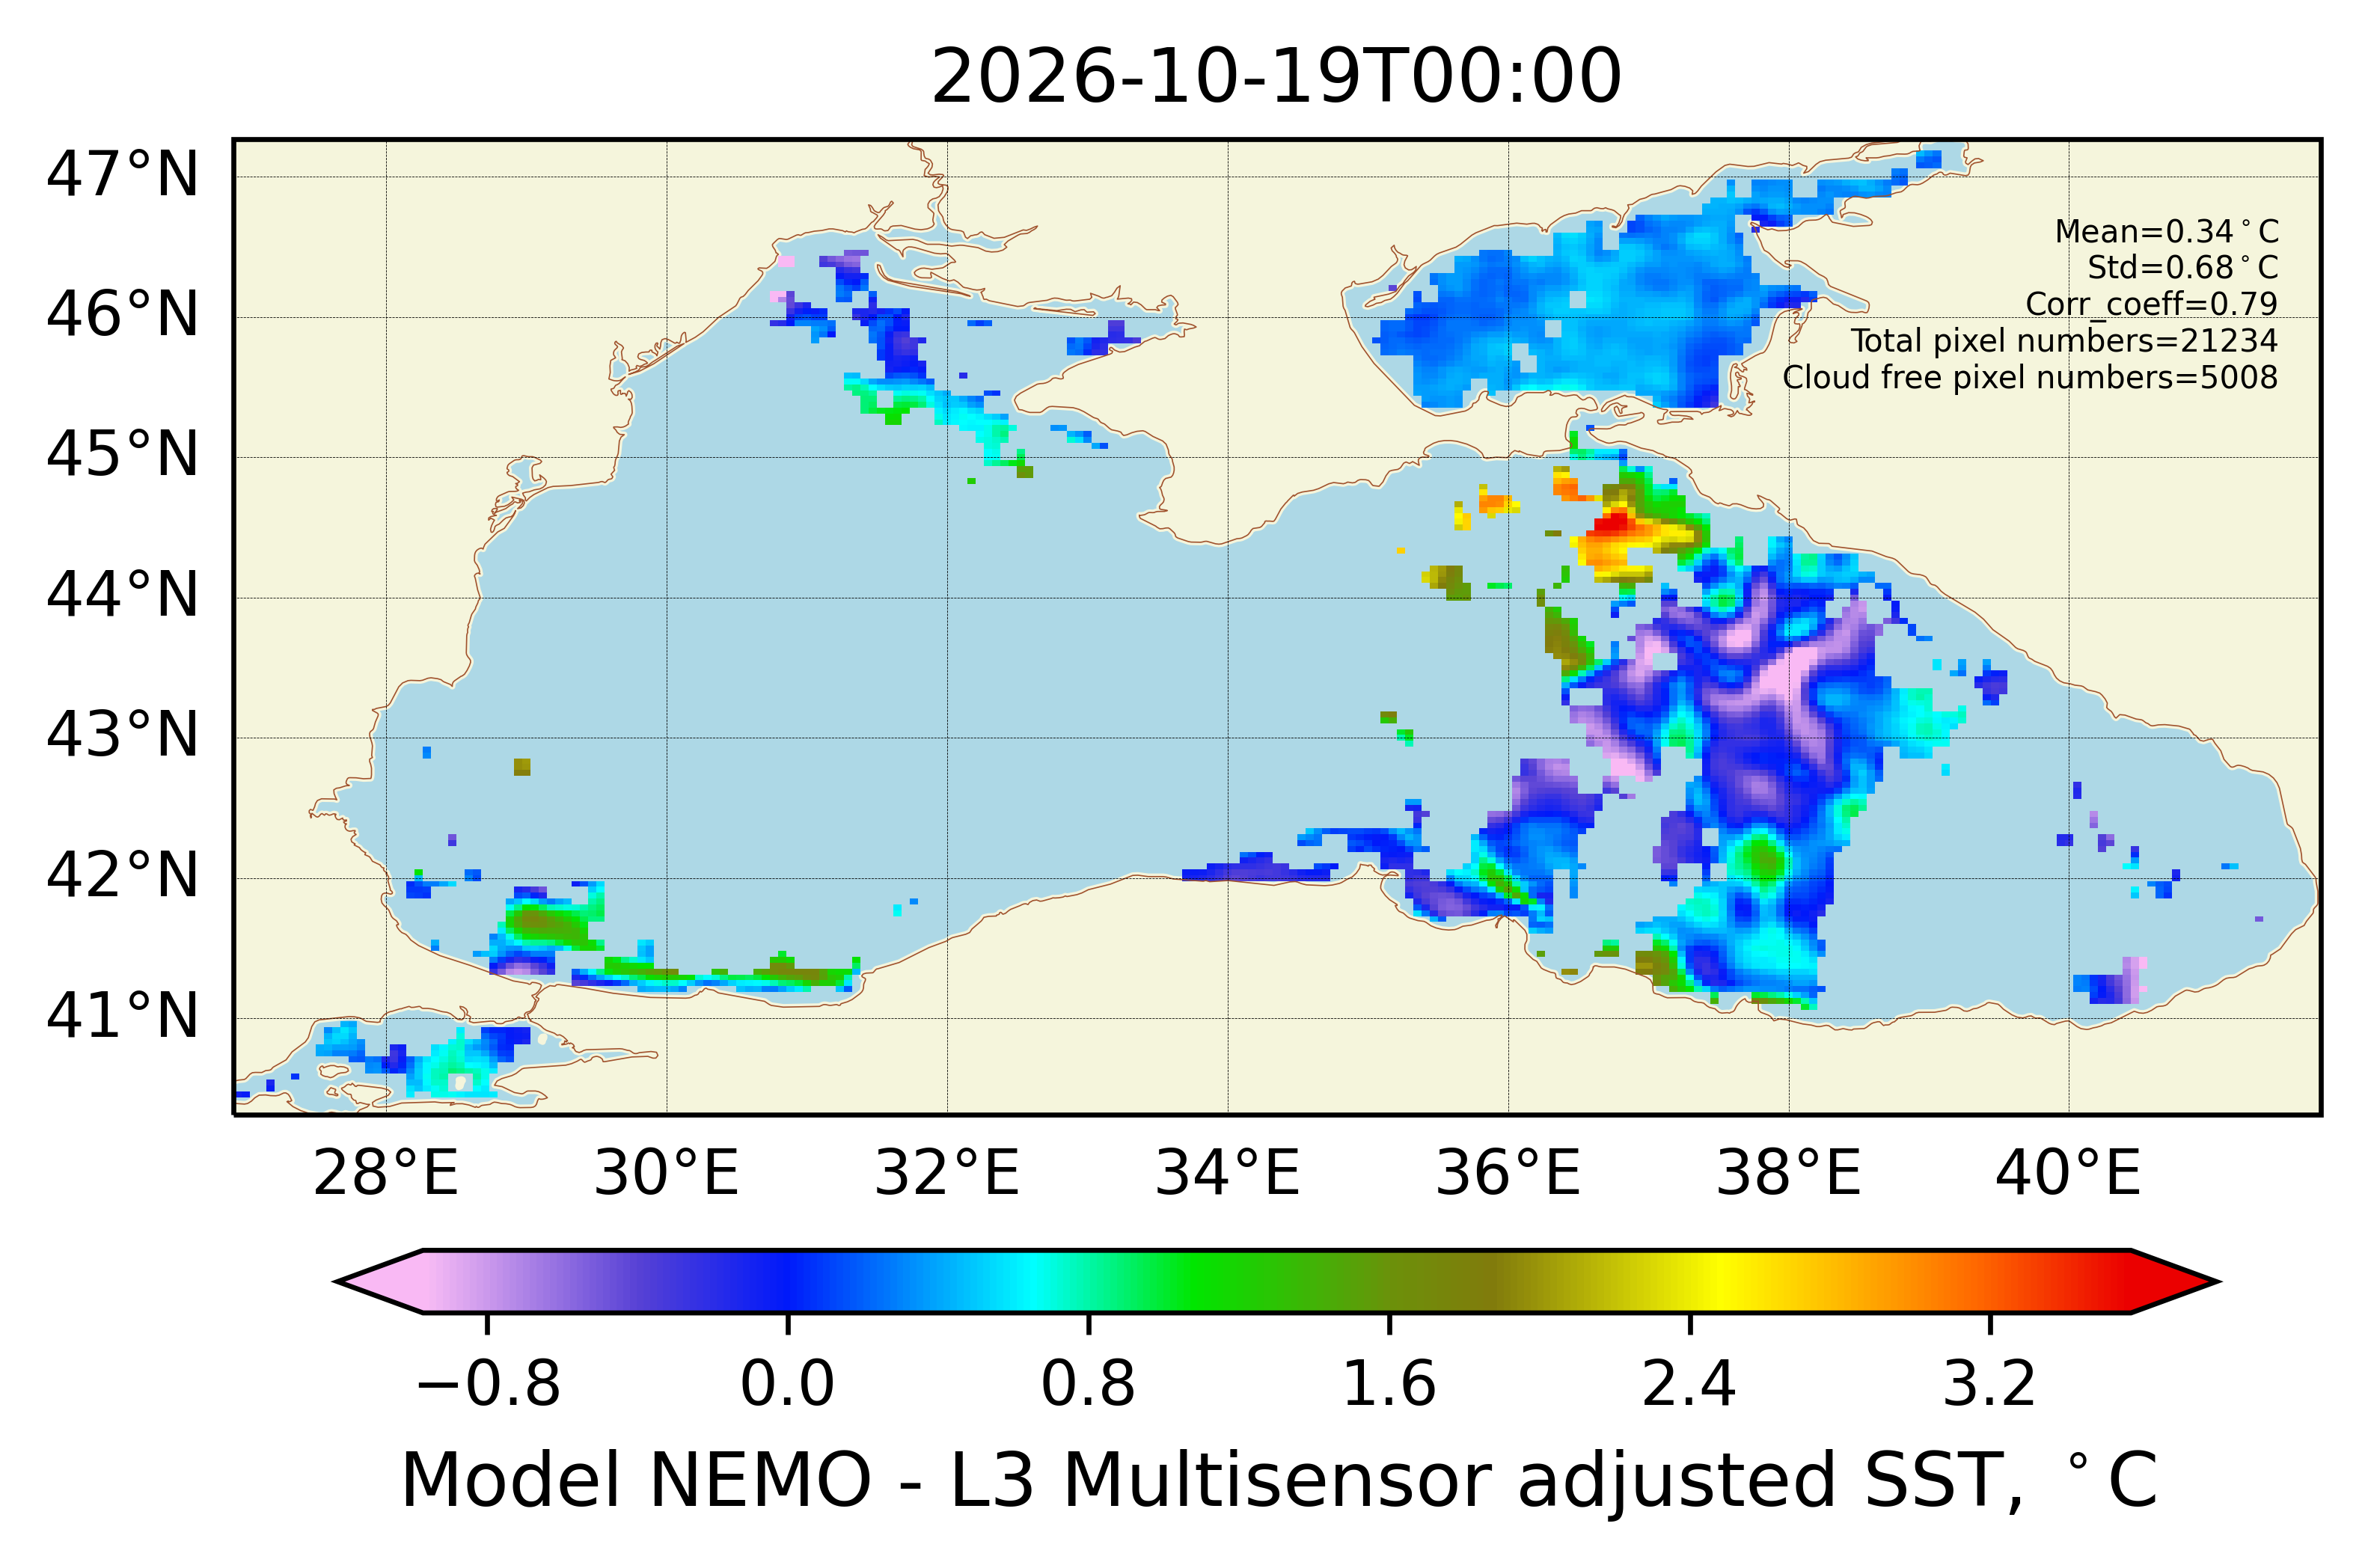 2026-10-19T00:00
47°N
46°N
45°N
44°N
43°N
42°N
41°N
Mean=0.34°C
Std=0.68°C
Corr_coeff=0.79
Total pixel numbers=21234
Cloud free pixel numbers=5008
28°E 30°E 32°E 34°E 36°E 38°E 40°E
−0.8 0.0 0.8 1.6 2.4 3.2
Model NEMO - L3 Multisensor adjusted SST, °C